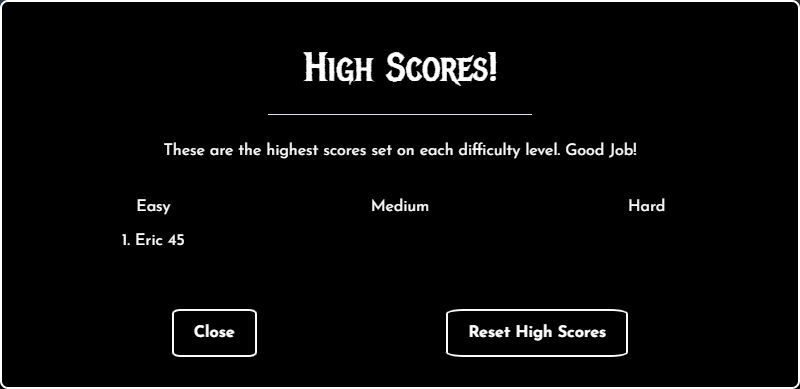 High Scores!
These are the highest scores set on each difficulty level. Good Job!
Easy Medium Hard
1. Eric 45
Close Reset High Scores